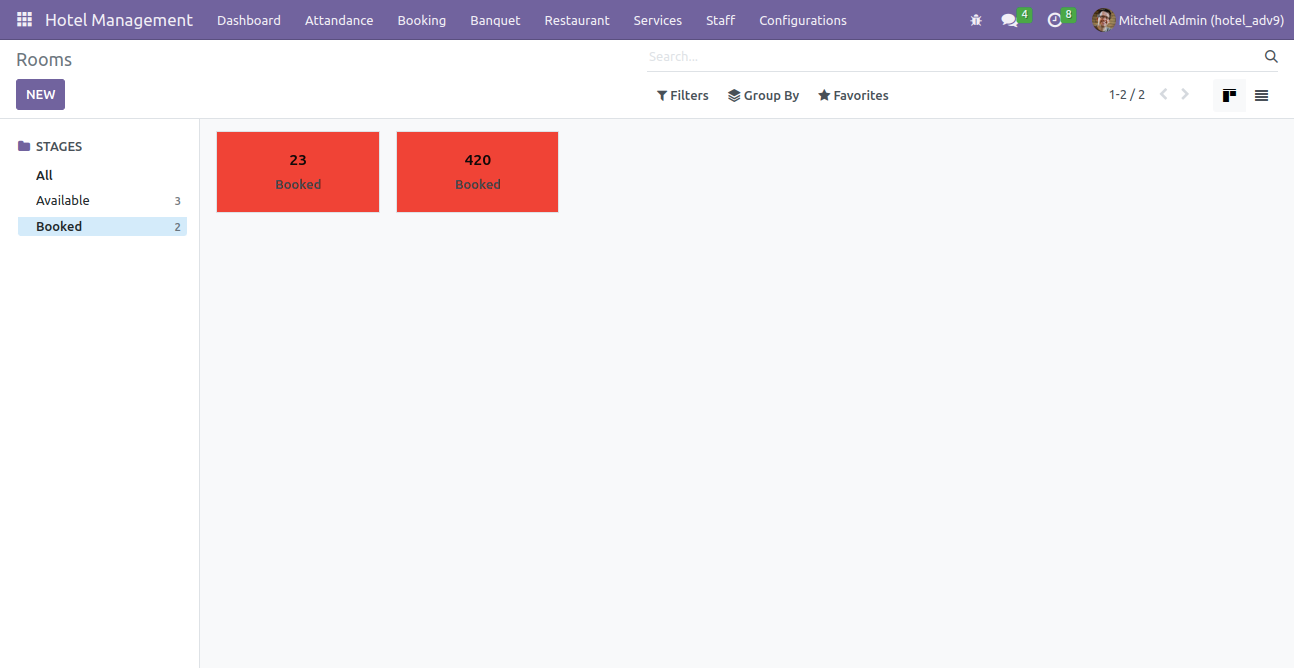 Hotel Management Dashboard Attandance Booking Banquet Restaurant Services Staff Configurations 4 8 Mitchell Admin (hotel_adv9)
Rooms
Search...
NEW
Filters Group By Favorites 1-2 / 2
STAGES
All
Available 3
Booked 2
23
Booked
420
Booked